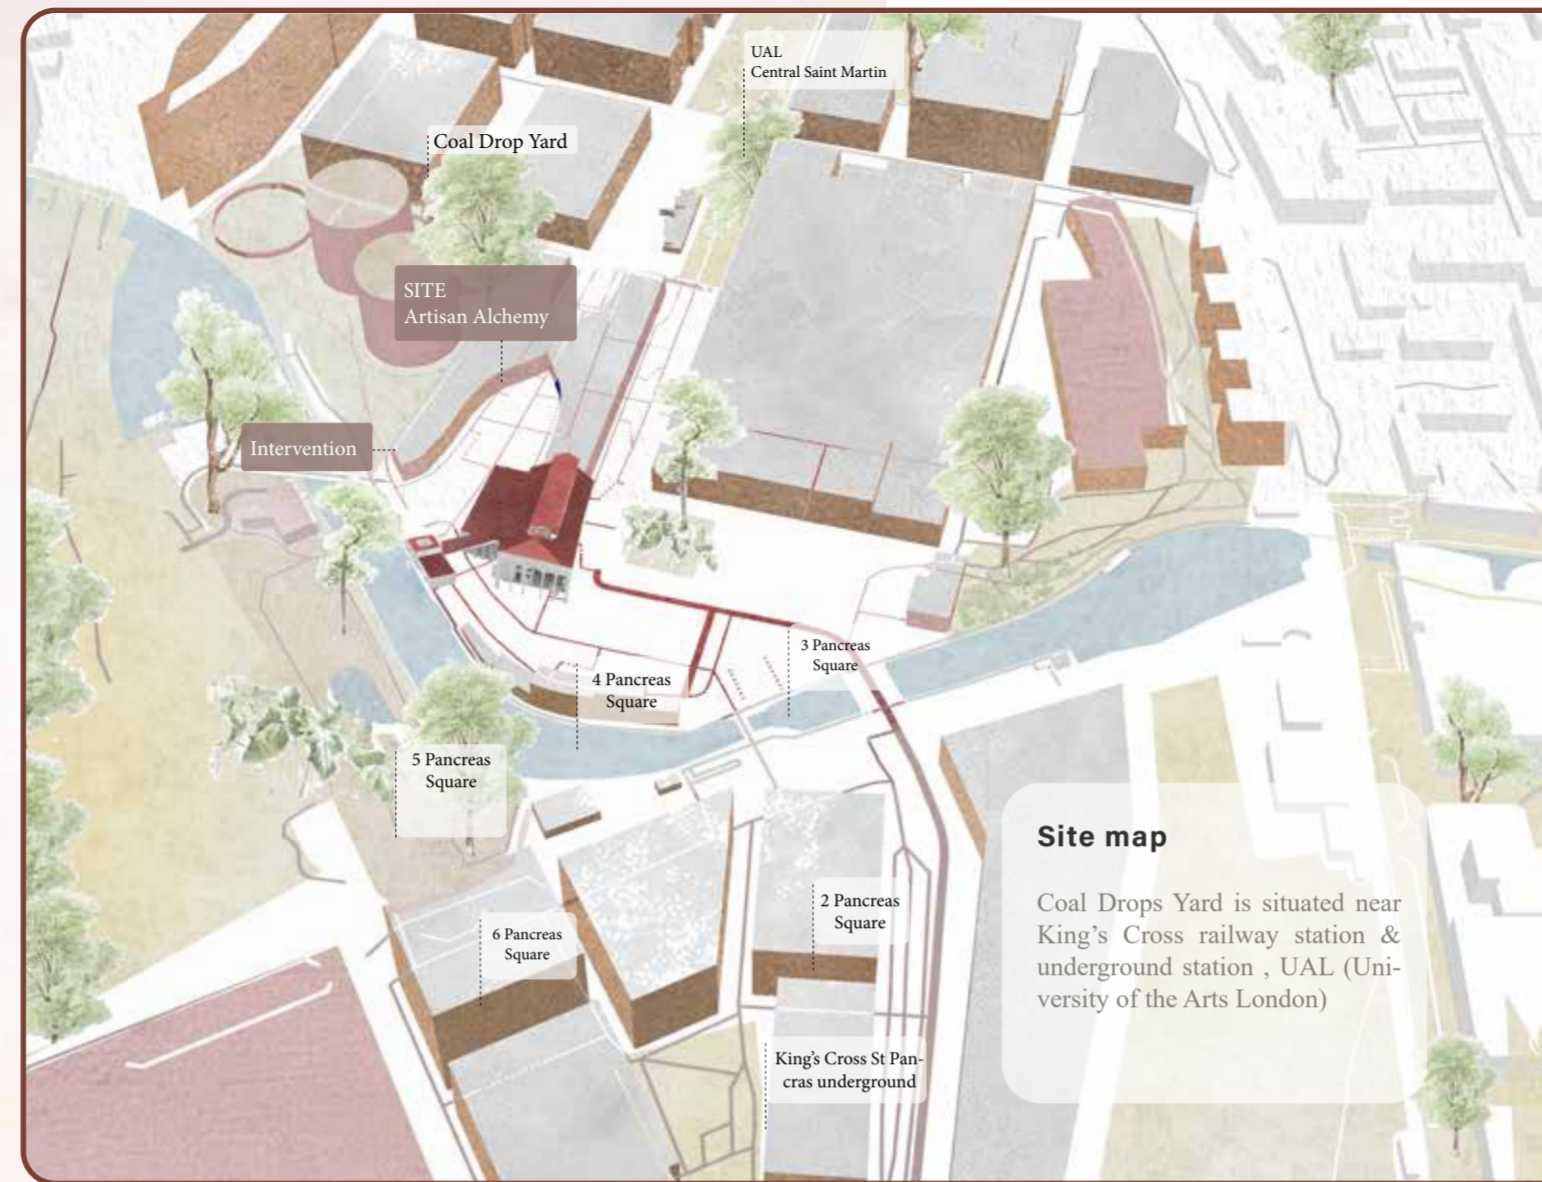 UAL
Central Saint Martin
Coal Drop Yard
SITE
Artisan Alchemy
Intervention
3 Pancreas
Square
4 Pancreas
Square
5 Pancreas
Square
2 Pancreas
Square
6 Pancreas
Square
King's Cross St Pan-
cras underground
Site map
Coal Drops Yard is situated near
King's Cross railway station &
underground station , UAL (Uni-
versity of the Arts London)